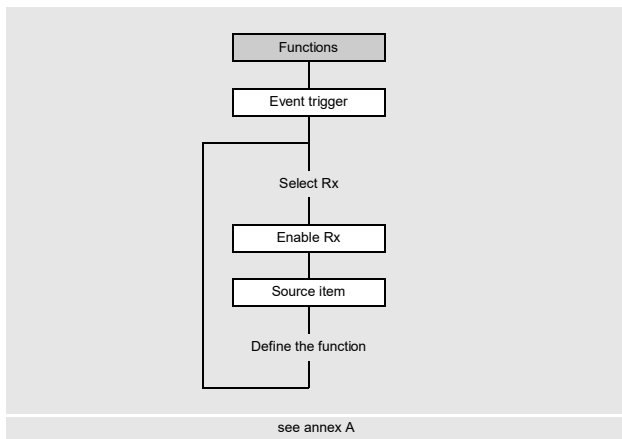 Functions
Event trigger
Select Rx
Enable Rx
Source item
Define the function
see annex A